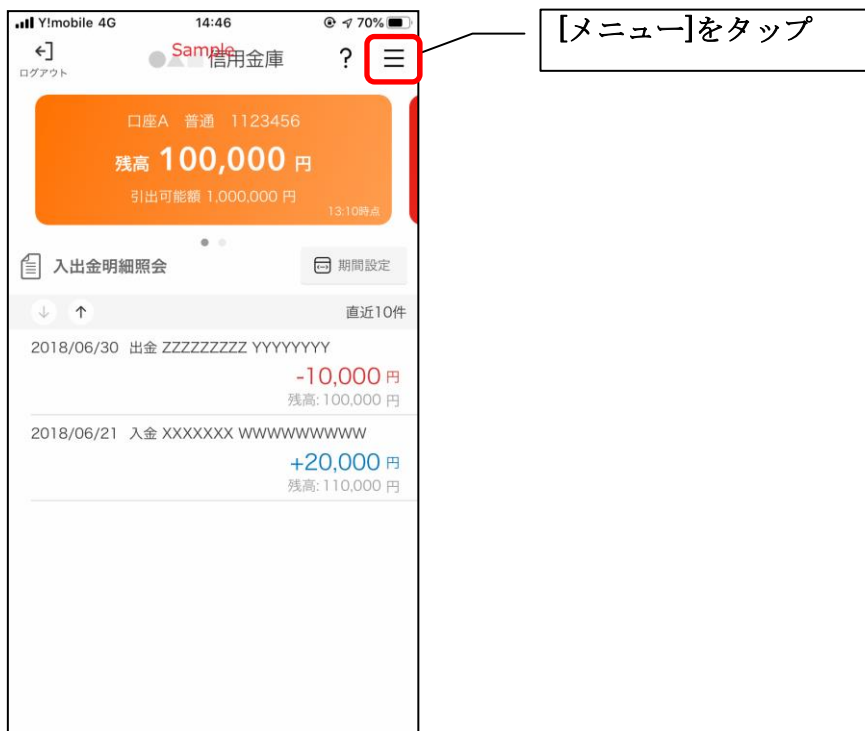 Y!mobile 4G 14:46 70%
[メニュー]をタップ
ログアウト
Sample
信用金庫 ?
口座A 普通 1123456
残高 100,000 円
引出可能額 1,000,000 円
13:10時点
入出金明細照会 期間設定
↓ ↑ 直近10件
2018/06/30 出金 ZZZZZZZZZZ YYYYYYYY
-10,000 円
残高: 100,000 円
2018/06/21 入金 XXXXXXX WWWWWWWWW
+20,000 円
残高: 110,000 円